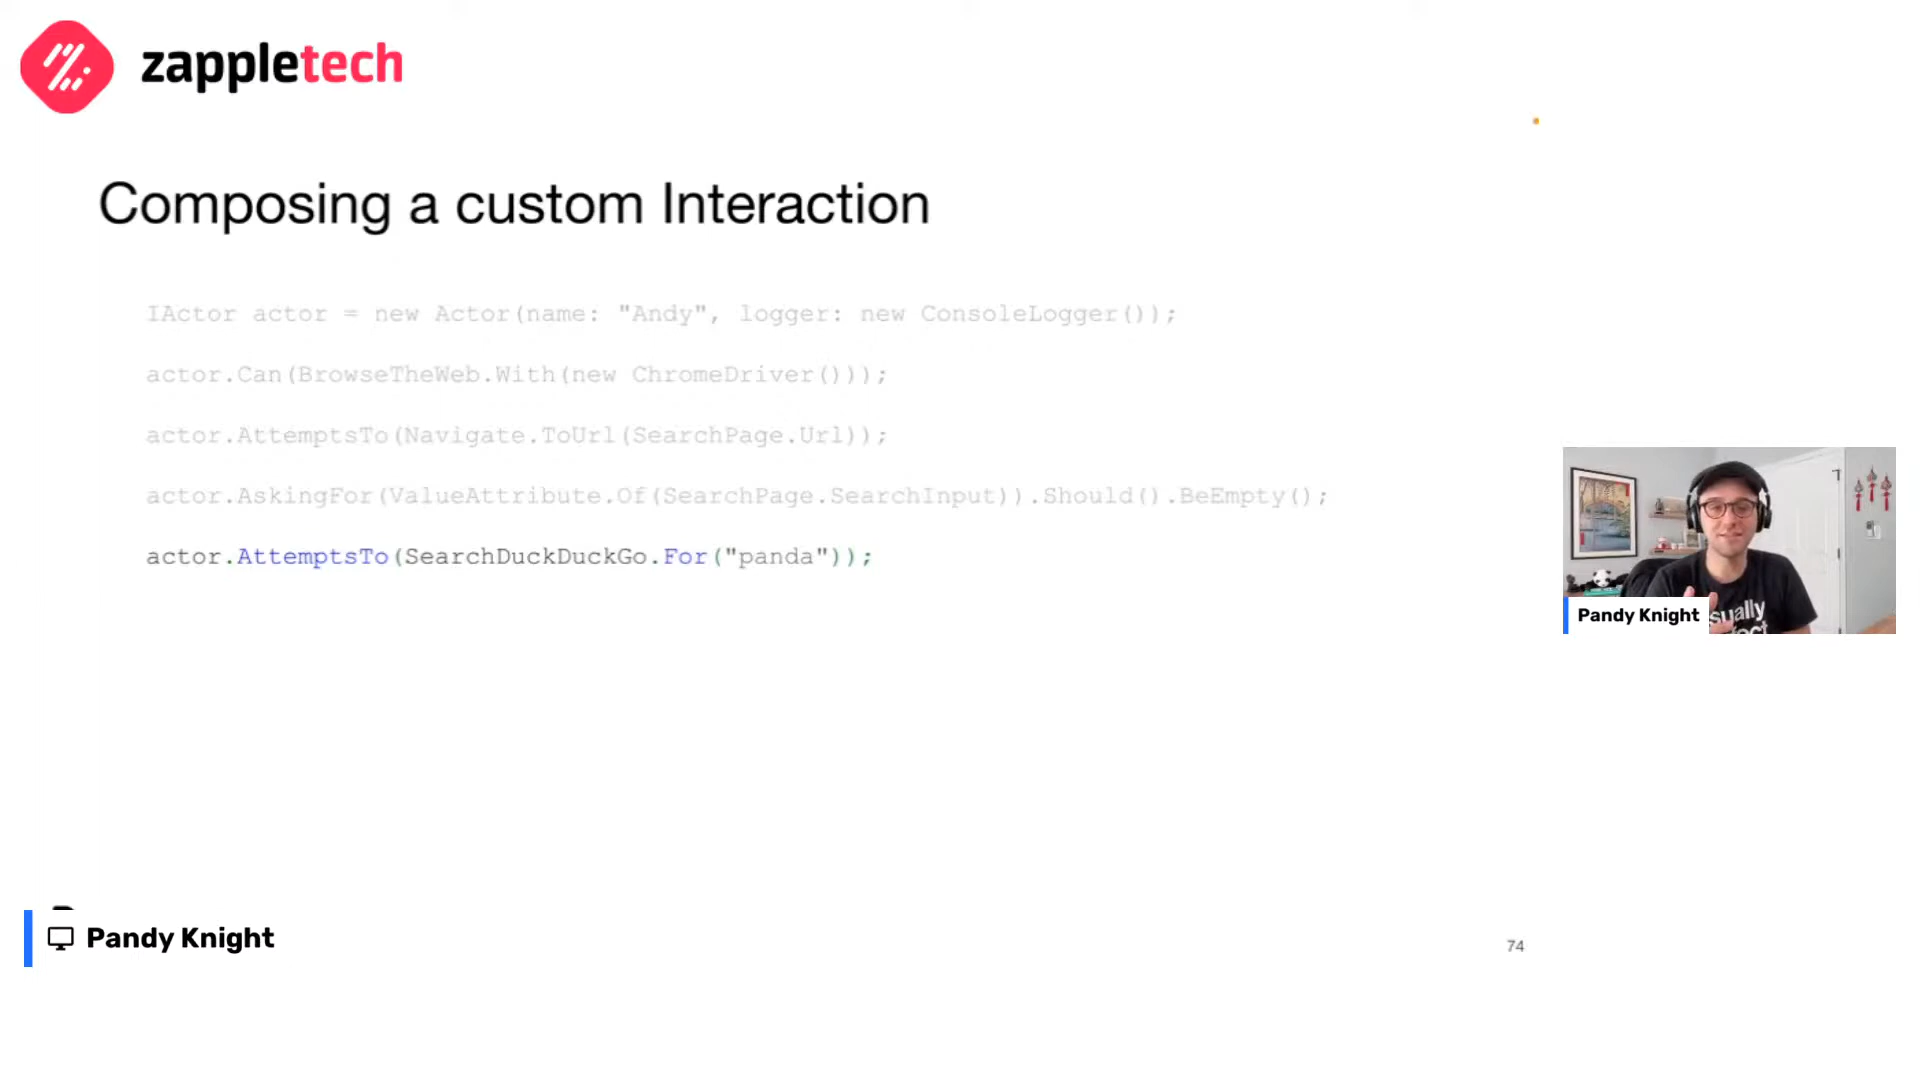 zappletech
Composing a custom Interaction
IActor actor = new Actor(name: "Andy", logger: new ConsoleLogger());
actor.Can(BrowseTheWeb.With(new ChromeDriver()));
actor.AttemptsTo(Navigate.ToUrl(SearchPage.Url));
actor.AskingFor(ValueAttribute.Of(SearchPage.SearchInput)).Should().BeEmpty();
actor.AttemptsTo(SearchDuckDuckGo.For("panda"));
Pandy Knight
Pandy Knight
74